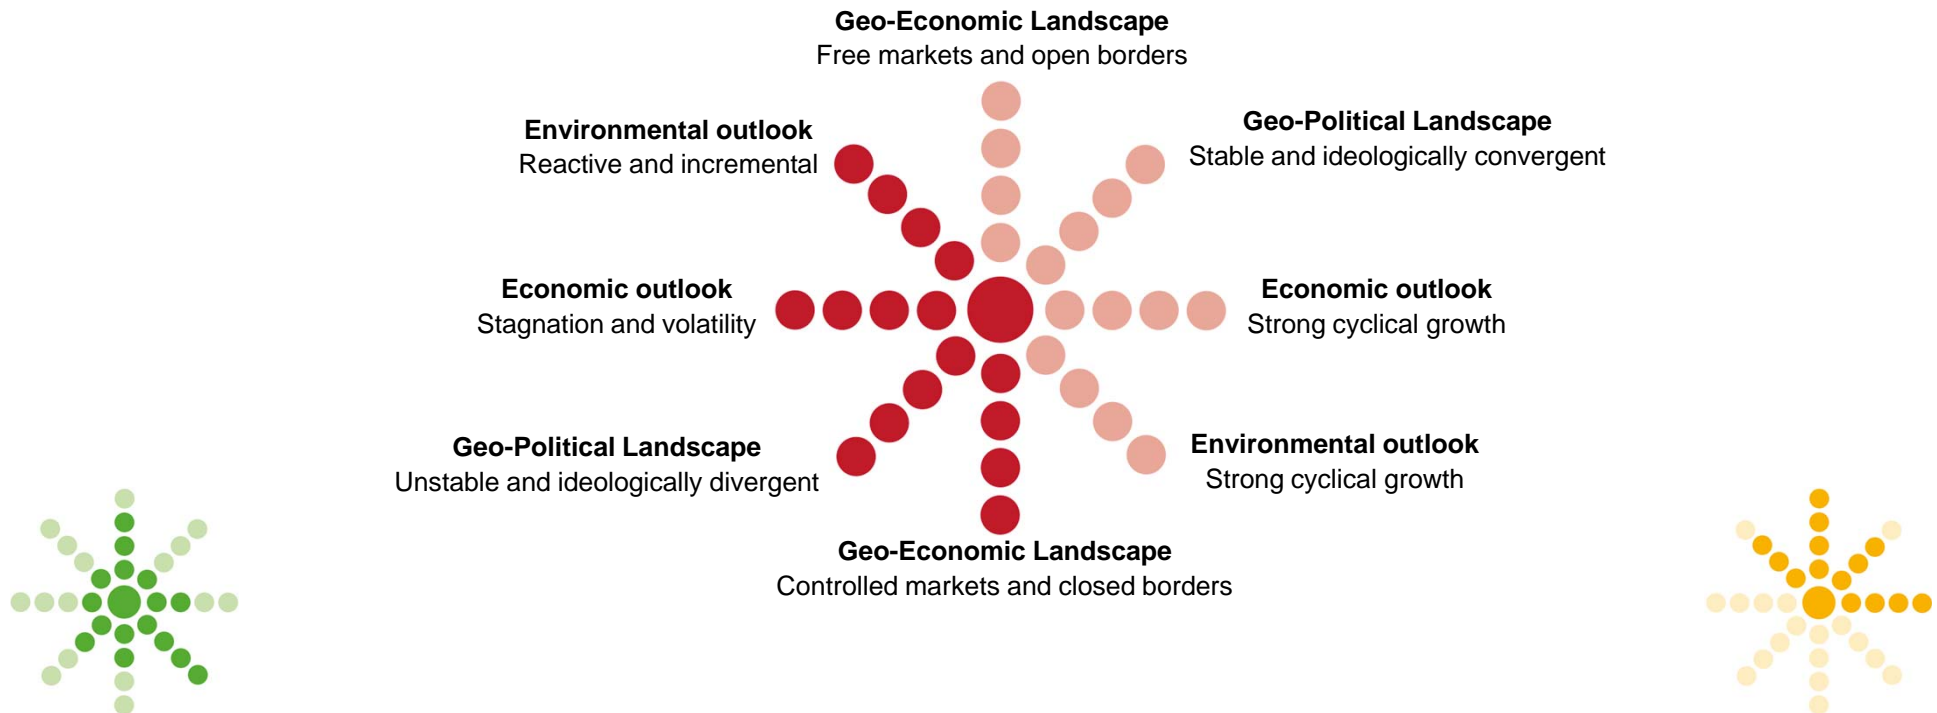 Geo-Economic Landscape
Free markets and open borders
Environmental outlook
Reactive and incremental
Geo-Political Landscape
Stable and ideologically convergent
Economic outlook
Stagnation and volatility
Economic outlook
Strong cyclical growth
Geo-Political Landscape
Unstable and ideologically divergent
Environmental outlook
Strong cyclical growth
Geo-Economic Landscape
Controlled markets and closed borders